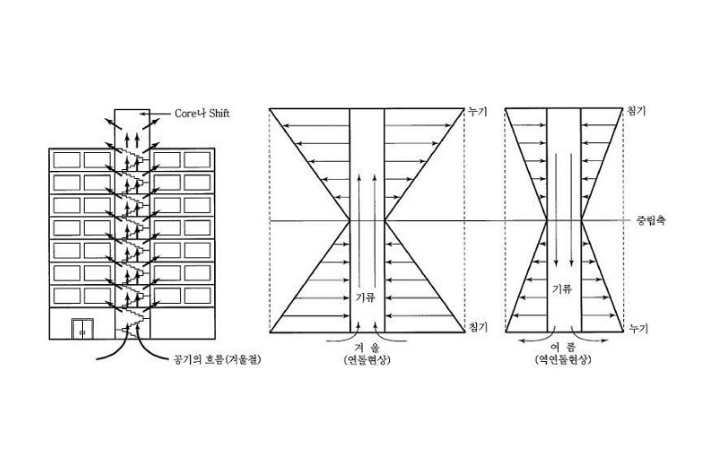 Core나 Shift
공기의 흐름(겨울철)
누기
기류
침기
겨 울
(연돌현상)
침기
중립축
기류
누기
여 름
(역연돌현상)